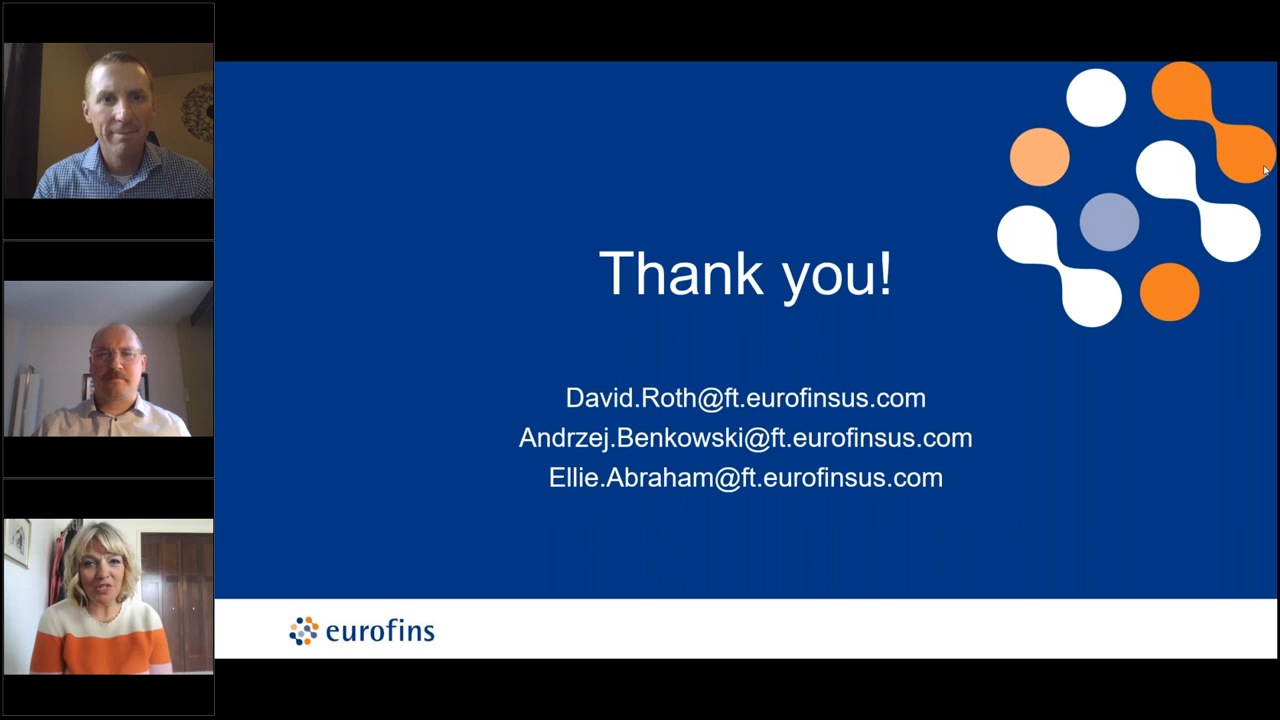 Thank you!
David.Roth@ft.eurofinsus.com
Andrzej.Benkowski@ft.eurofinsus.com
Ellie.Abraham@ft.eurofinsus.com
eurofins